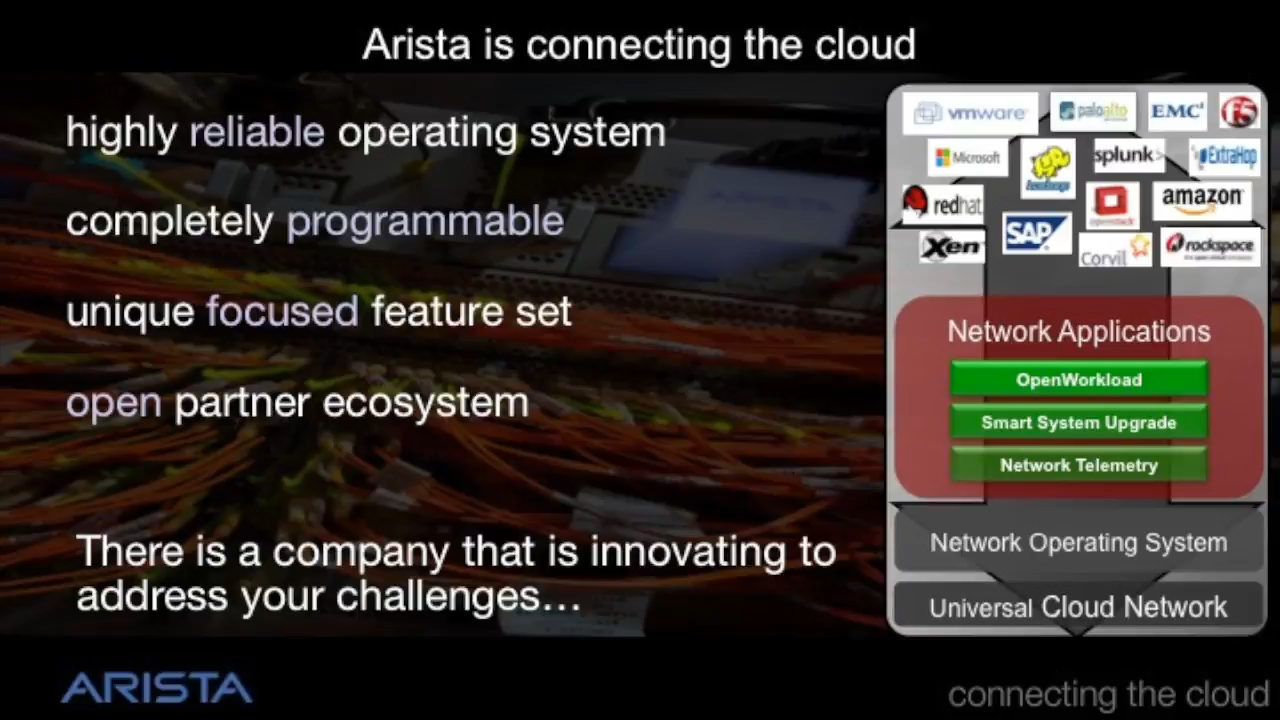 Arista is connecting the cloud
highly reliable operating system
completely programmable
unique focused feature set
open partner ecosystem
There is a company that is innovating to
address your challenges...
vmware
paloalto
EMC²
f5
Microsoft
hadoop
splunk>
ExtraHop
redhat
SAP
openstack
amazon
Xen
Corvil
rackspace
Network Applications
OpenWorkload
Smart System Upgrade
Network Telemetry
Network Operating System
Universal Cloud Network
ARISTA
connecting the cloud